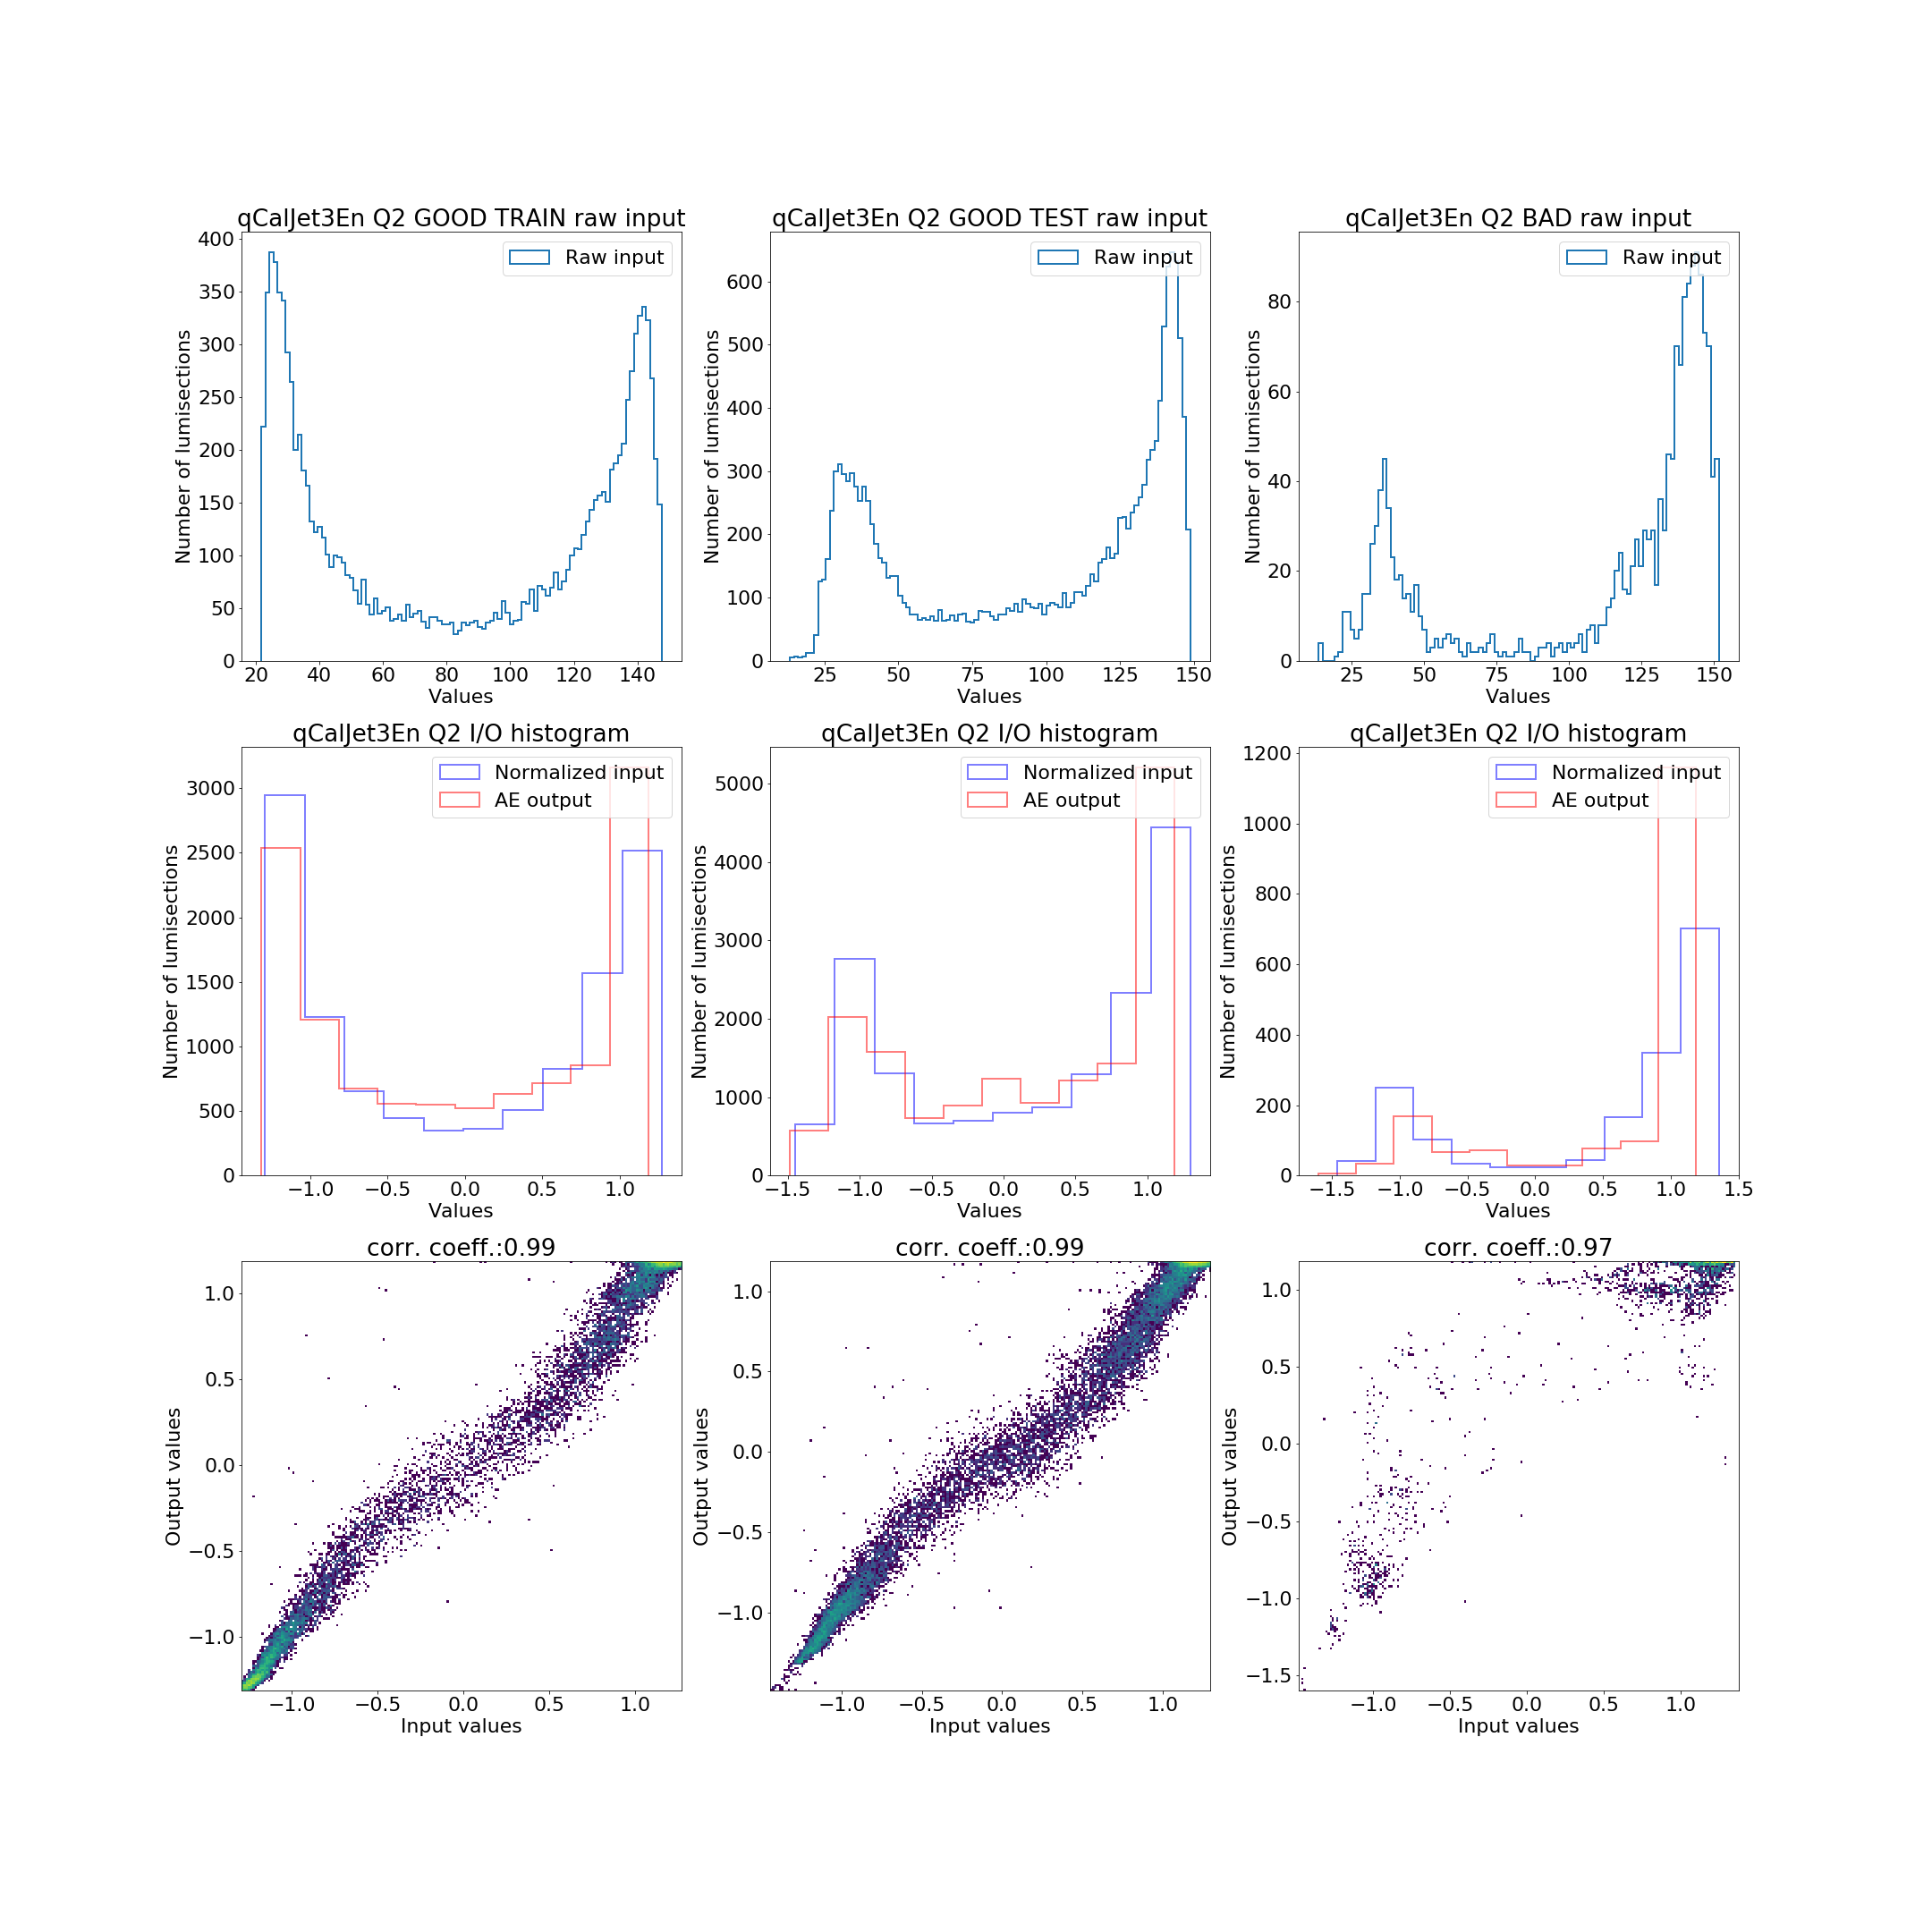 qCalJet3En Q2 GOOD TRAIN raw input
Raw input
Number of lumisections
400
350
300
250
200
150
100
50
0
20 40 60 80 100 120 140
Values
qCalJet3En Q2 GOOD TEST raw input
Raw input
Number of lumisections
600
500
400
300
200
100
0
25 50 75 100 125 150
Values
qCalJet3En Q2 BAD raw input
Raw input
Number of lumisections
80
60
40
20
0
25 50 75 100 125 150
Values
qCalJet3En Q2 I/O histogram
Normalized input
AE output
Number of lumisections
3000
2500
2000
1500
1000
500
0
−1.0 −0.5 0.0 0.5 1.0
Values
qCalJet3En Q2 I/O histogram
Normalized input
AE output
Number of lumisections
5000
4000
3000
2000
1000
0
−1.5 −1.0 −0.5 0.0 0.5 1.0
Values
qCalJet3En Q2 I/O histogram
Normalized input
AE output
Number of lumisections
1200
1000
800
600
400
200
0
−1.5 −1.0 −0.5 0.0 0.5 1.0 1.5
Values
corr. coeff.:0.99
Output values
1.0
0.5
0.0
−0.5
−1.0
−1.0 −0.5 0.0 0.5 1.0
Input values
corr. coeff.:0.99
Output values
1.0
0.5
0.0
−0.5
−1.0
−1.0 −0.5 0.0 0.5 1.0
Input values
corr. coeff.:0.97
Output values
1.0
0.5
0.0
−0.5
−1.0
−1.5
−1.0 −0.5 0.0 0.5 1.0
Input values